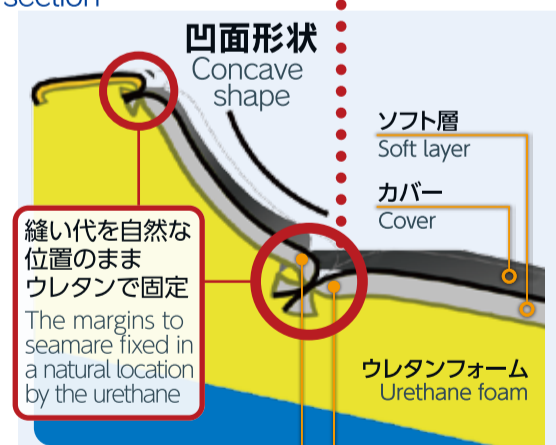 section
凹面形状
Concave
shape
ソフト層
Soft layer
カバー
Cover
縫い代を自然な
位置のまま
ウレタンで固定
The margins to
seamare fixed in
a natural location
by the urethane
ウレタンフォーム
Urethane foam